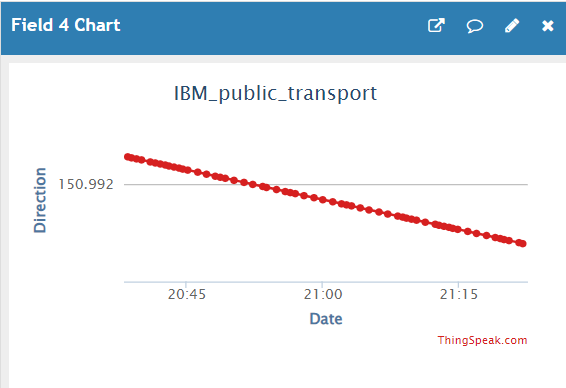 Field 4 Chart
IBM_public_transport
Direction
150.992
20:45 21:00 21:15
Date
ThingSpeak.com